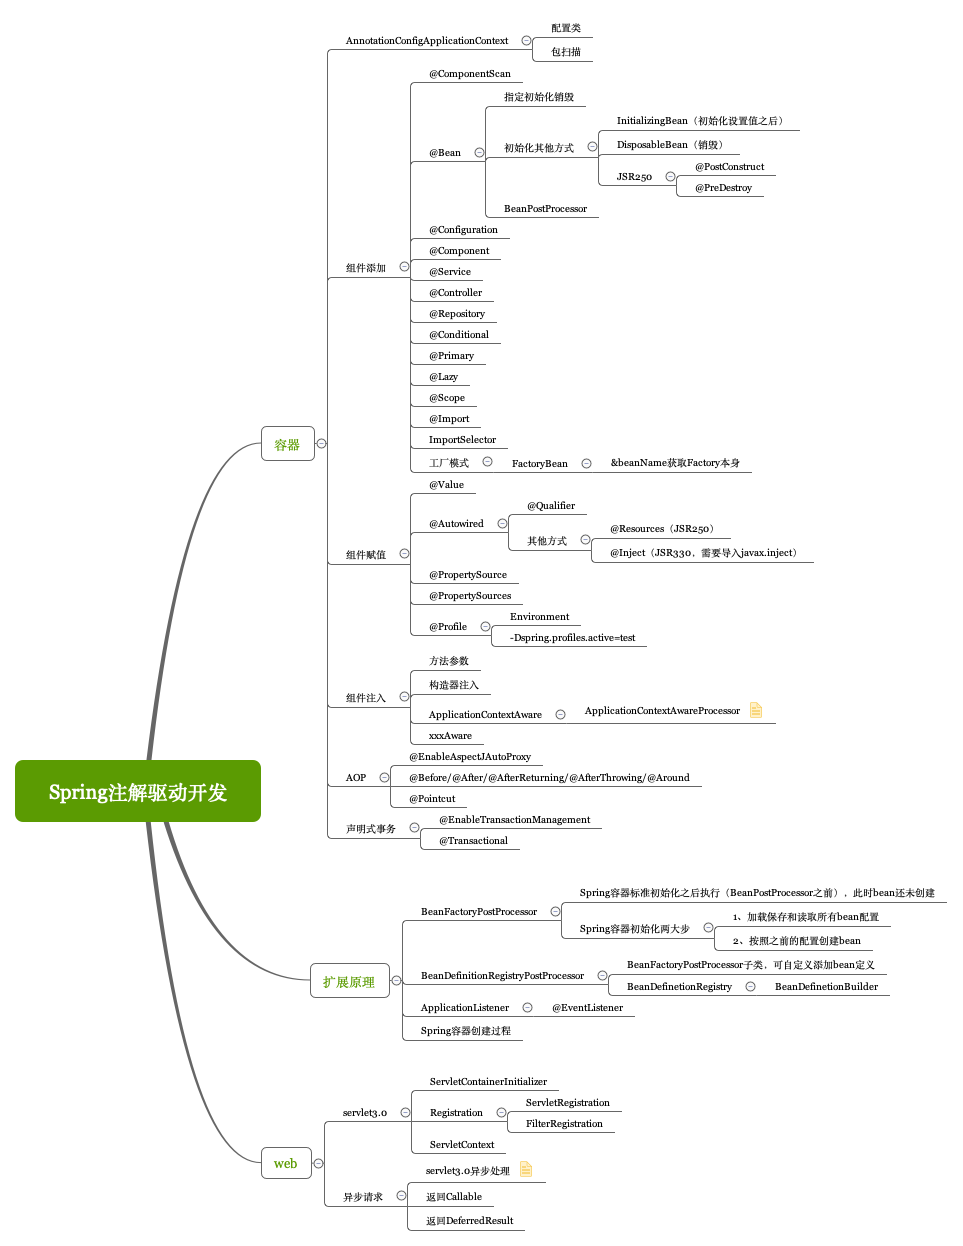 Spring注解驱动开发
容器
AnnotationConfigApplicationContext
配置类
包扫描
组件添加
@ComponentScan
@Bean
指定初始化销毁
初始化其他方式
InitializingBean（初始化设置值之后）
DisposableBean（销毁）
JSR250
@PostConstruct
@PreDestroy
BeanPostProcessor
@Configuration
@Component
@Service
@Controller
@Repository
@Conditional
@Primary
@Lazy
@Scope
@Import
ImportSelector
工厂模式
FactoryBean
&beanName获取Factory本身
组件赋值
@Value
@Autowired
@Qualifier
其他方式
@Resources（JSR250）
@Inject（JSR330，需要导入javax.inject）
@PropertySource
@PropertySources
@Profile
Environment
-Dspring.profiles.active=test
组件注入
方法参数
构造器注入
ApplicationContextAware
ApplicationContextAwareProcessor
xxxAware
AOP
@EnableAspectJAutoProxy
@Before/@After/@AfterReturning/@AfterThrowing/@Around
@Pointcut
声明式事务
@EnableTransactionManagement
@Transactional
扩展原理
BeanFactoryPostProcessor
Spring容器标准初始化之后执行（BeanPostProcessor之前），此时bean还未创建
Spring容器初始化两大步
1、加载保存和读取所有bean配置
2、按照之前的配置创建bean
BeanDefinitionRegistryPostProcessor
BeanFactoryPostProcessor子类，可自定义添加bean定义
BeanDefinetionRegistry
BeanDefinetionBuilder
ApplicationListener
@EventListener
Spring容器创建过程
web
servlet3.0
ServletContainerInitializer
Registration
ServletRegistration
FilterRegistration
ServletContext
异步请求
servlet3.0异步处理
返回Callable
返回DeferredResult